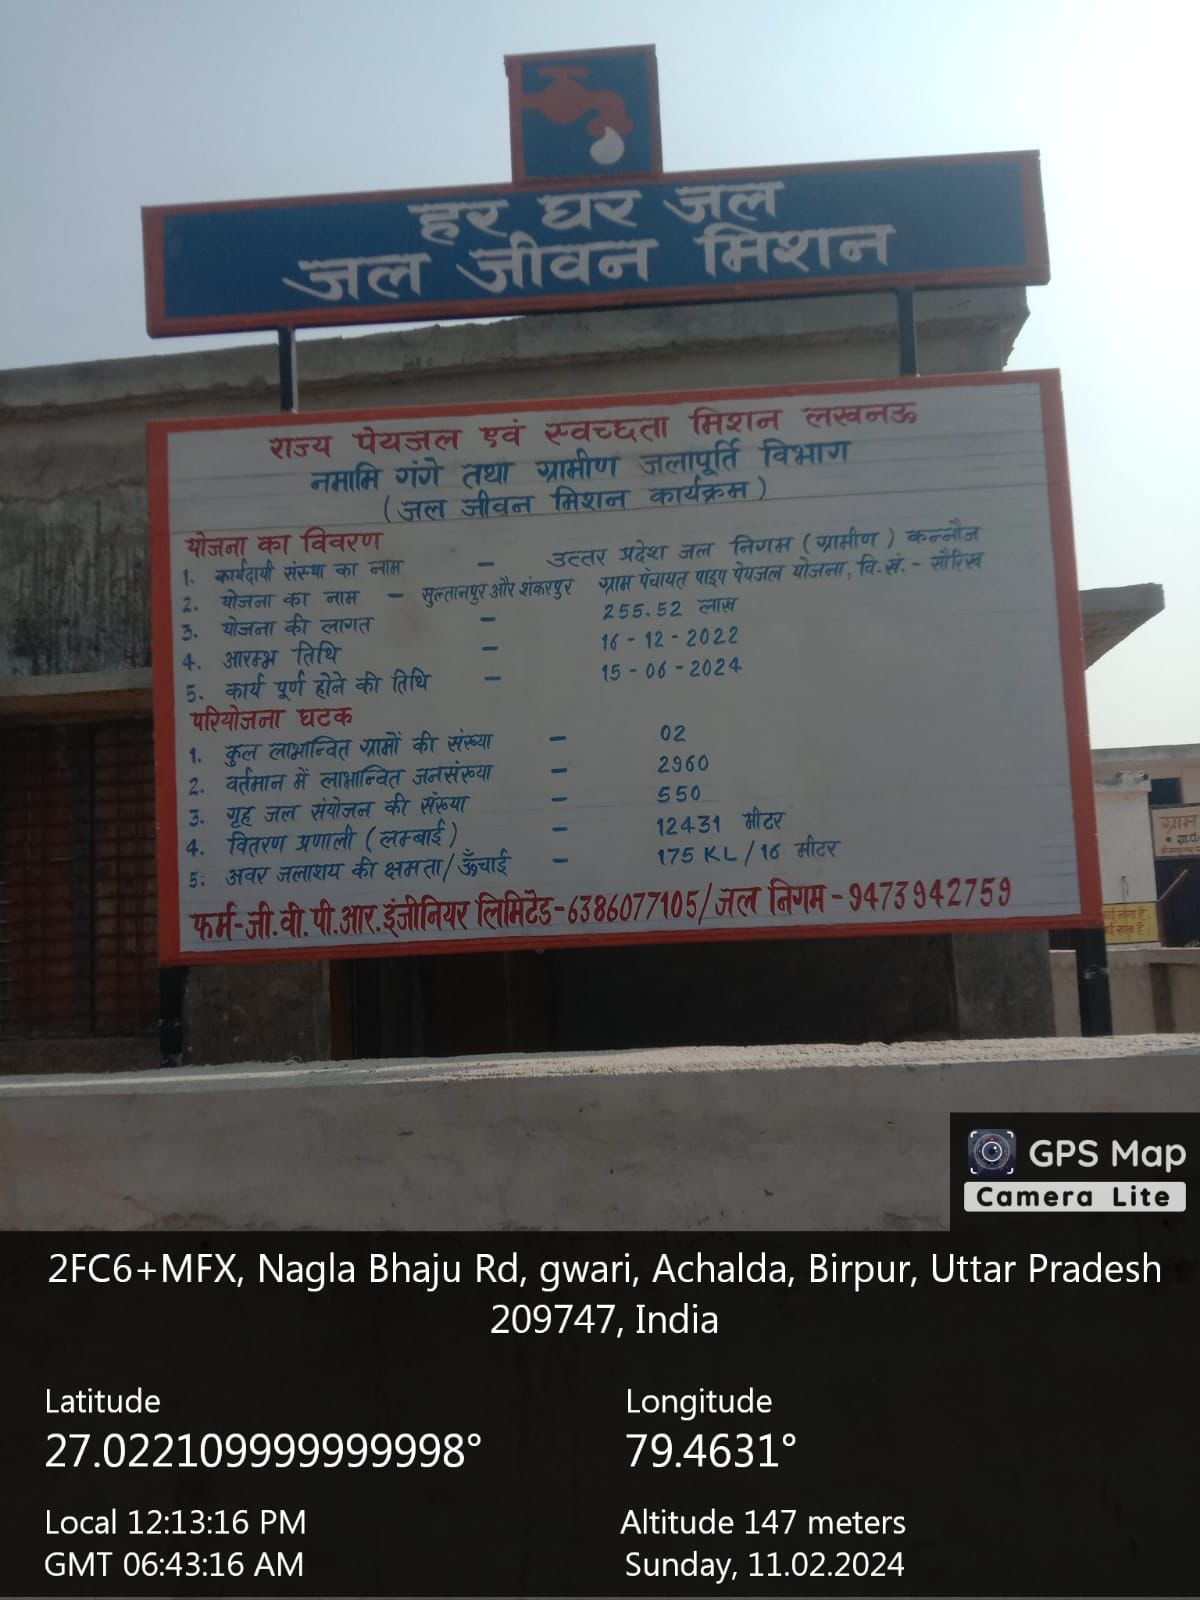 हर घर जल
जल जीवन मिशन
राज्य पेयजल एवं स्वच्छता मिशन लखनऊ
नमामि गंगे तथा ग्रामीण जलापूर्ति विभाग
(जल जीवन मिशन कार्यक्रम)
योजना का विवरण
1. कार्यदायी संस्था का नाम - उत्तर प्रदेश जल निगम (ग्रामीण) कन्नौज
2. योजना का नाम - सुल्तानपुर और शंकरपुर ग्राम पंचायत पाइप पेयजल योजना, वि.सं.- सौरिख
3. योजना की लागत - 255.52 लाख
4. आरम्भ तिथि - 16-12-2022
5. कार्य पूर्ण होने की तिथि - 15-06-2024
परियोजना घटक
1. कुल लाभान्वित ग्रामों की संख्या - 02
2. वर्तमान में लाभान्वित जनसंख्या - 2960
3. गृह जल संयोजन की संख्या - 550
4. वितरण प्रणाली (लम्बाई) - 12431 मीटर
5. अवर जलाशय की क्षमता/ऊँचाई - 175 KL/16 मीटर
फर्म-जी.वी.पी.आर.इंजीनियर लिमिटेड-6386077105/जल निगम-9473942759
ग्राम
GPS Map
Camera Lite
2FC6+MFX, Nagla Bhaju Rd, gwari, Achalda, Birpur, Uttar Pradesh
209747, India
Latitude
27.022109999999998°
Longitude
79.4631°
Local 12:13:16 PM
GMT 06:43:16 AM
Altitude 147 meters
Sunday, 11.02.2024